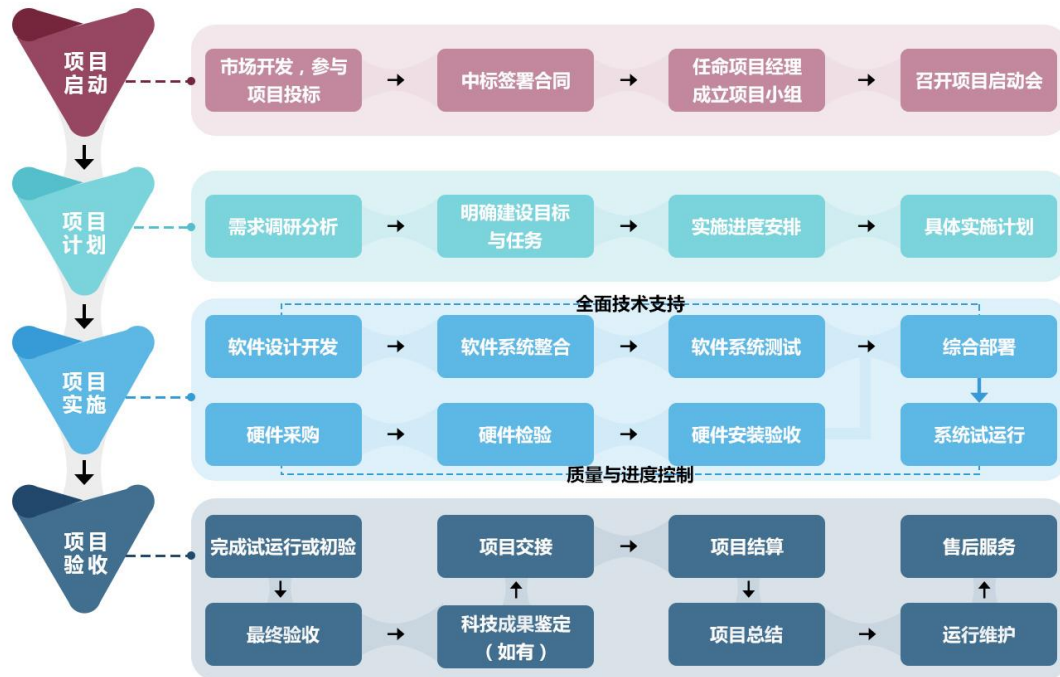 项目
启动
市场开发，参与
项目投标
中标签署合同
任命项目经理
成立项目小组
召开项目启动会
项目
计划
需求调研分析
明确建设目标
与任务
实施进度安排
具体实施计划
项目
实施
全面技术支持
软件设计开发
软件系统整合
软件系统测试
综合部署
硬件采购
硬件检验
硬件安装验收
系统试运行
质量与进度控制
项目
验收
完成试运行或初验
项目交接
项目结算
售后服务
最终验收
科技成果鉴定
（如有）
项目总结
运行维护